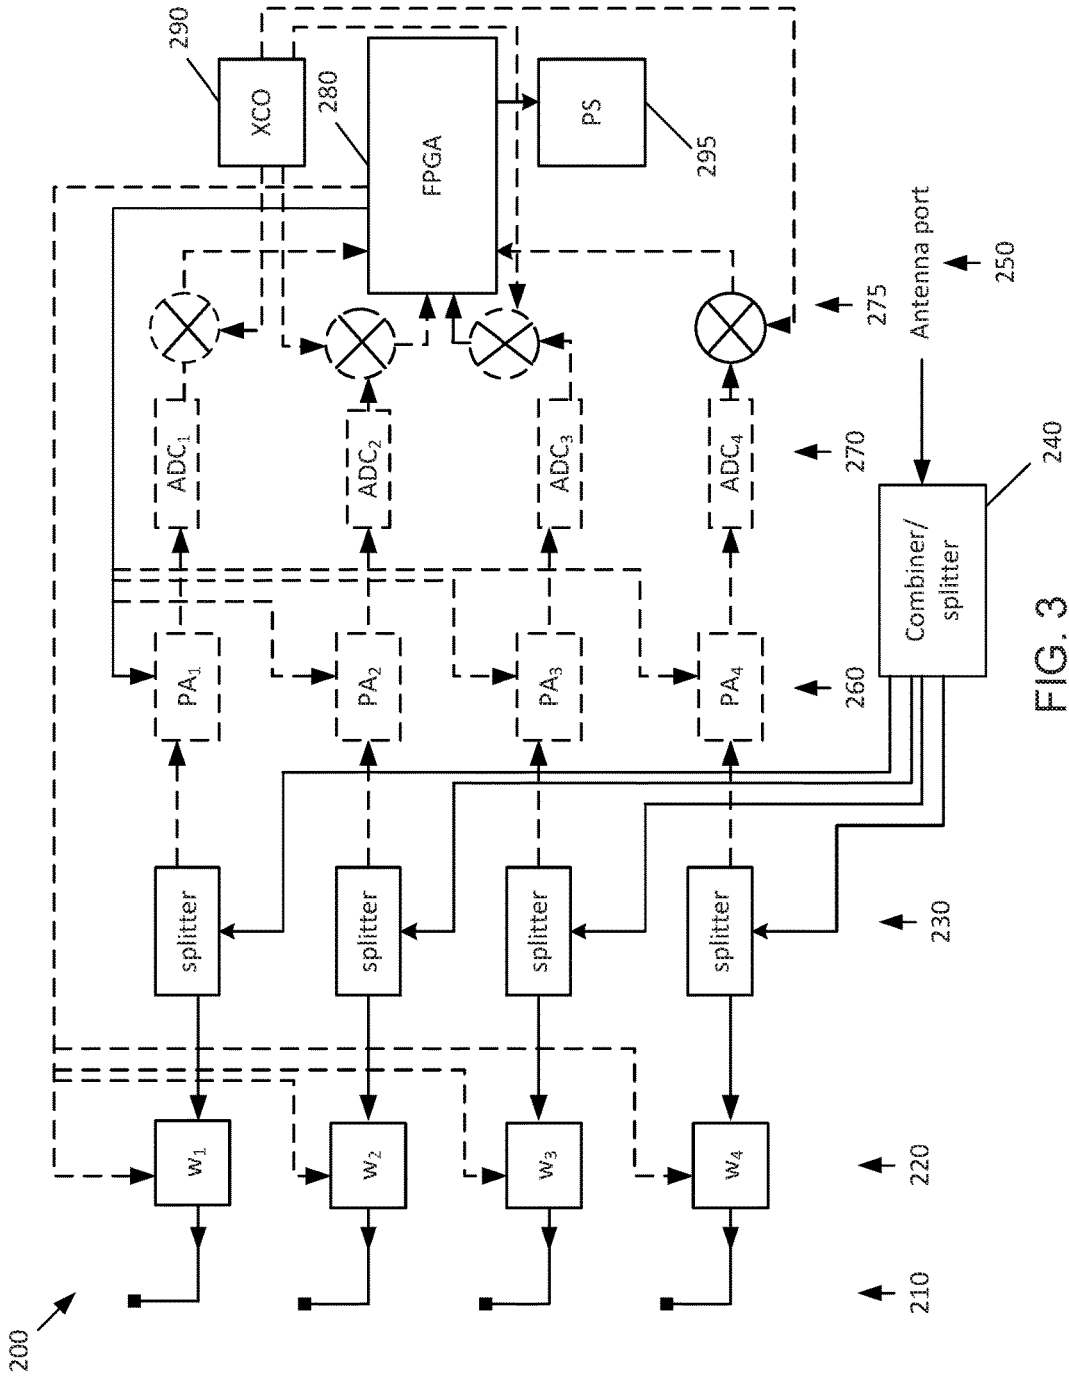 200
210
220
230
260
270
275
250
240
280
290
295
w1
w2
w3
w4
splitter
splitter
splitter
splitter
PA1
PA2
PA3
PA4
ADC1
ADC2
ADC3
ADC4
XCO
FPGA
PS
Combiner/
splitter
Antenna port
FIG. 3